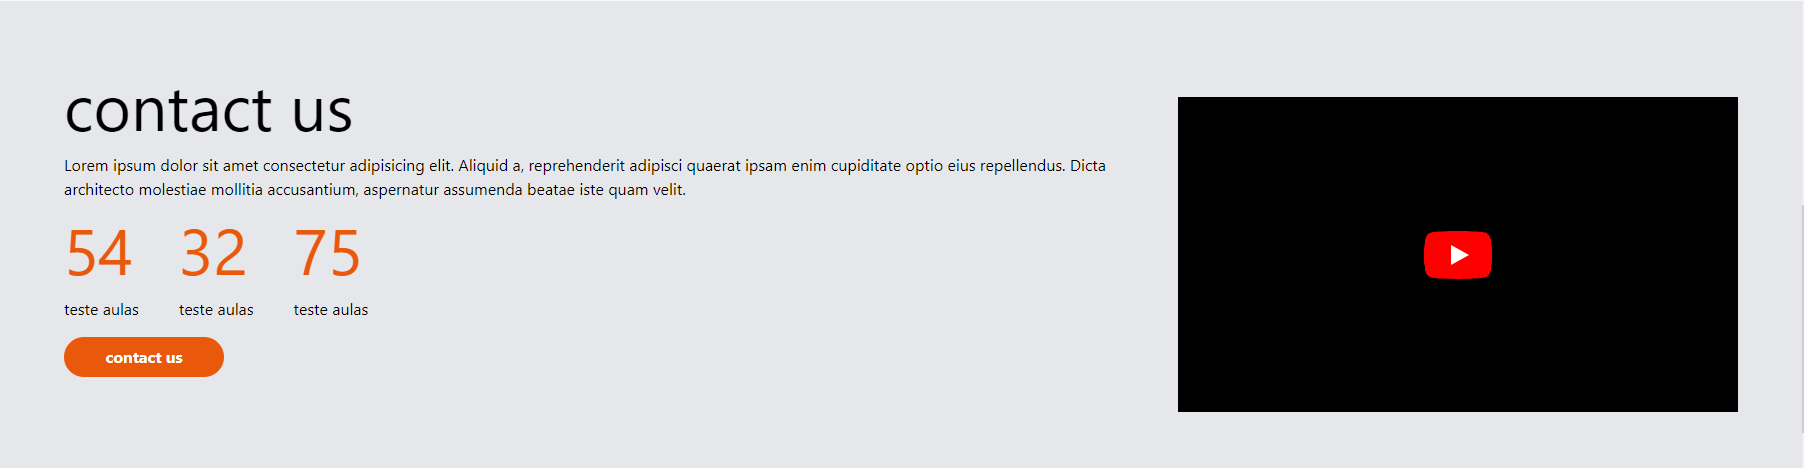 contact us
Lorem ipsum dolor sit amet consectetur adipisicing elit. Aliquid a, reprehenderit adipisci quaerat ipsam enim cupiditate optio eius repellendus. Dicta
architecto molestiae mollitia accusantium, aspernatur assumenda beatae iste quam velit.
54 32 75
teste aulas teste aulas teste aulas
contact us